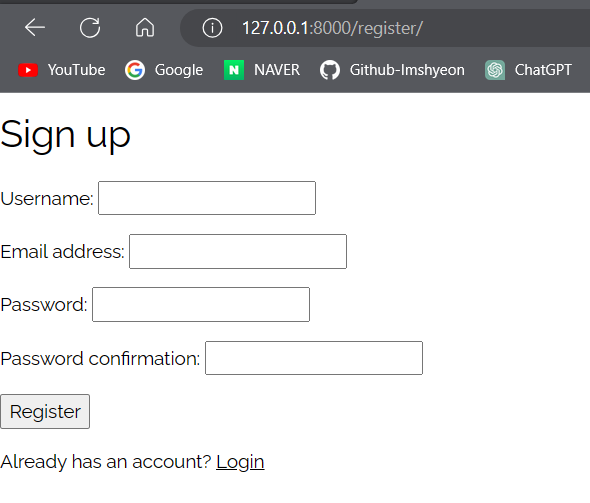 127.0.0.1:8000/register/
YouTube Google N NAVER Github-lmshyeon ChatGPT
Sign up
Username:
Email address:
Password:
Password confirmation:
Register
Already has an account? Login